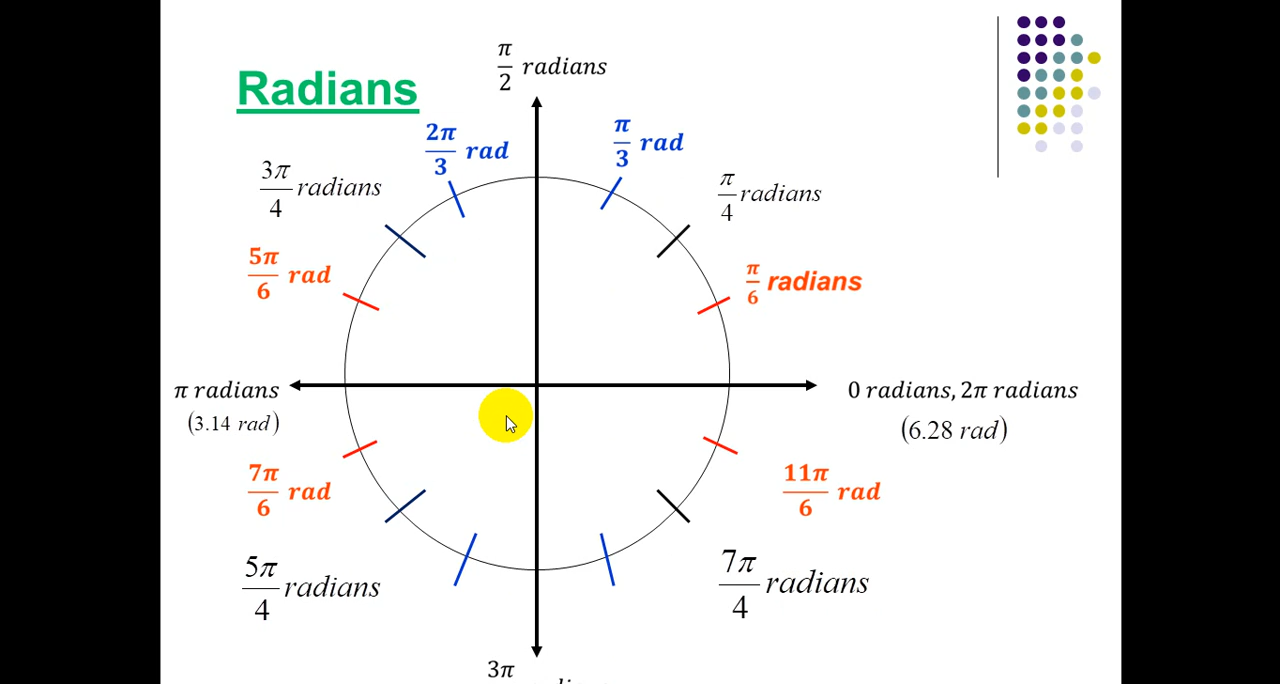 Radians
π/2 radians
2π/3 rad
π/3 rad
3π/4 radians
π/4 radians
5π/6 rad
π/6 radians
π radians
(3.14 rad)
0 radians, 2π radians
(6.28 rad)
7π/6 rad
11π/6 rad
5π/4 radians
7π/4 radians
3π